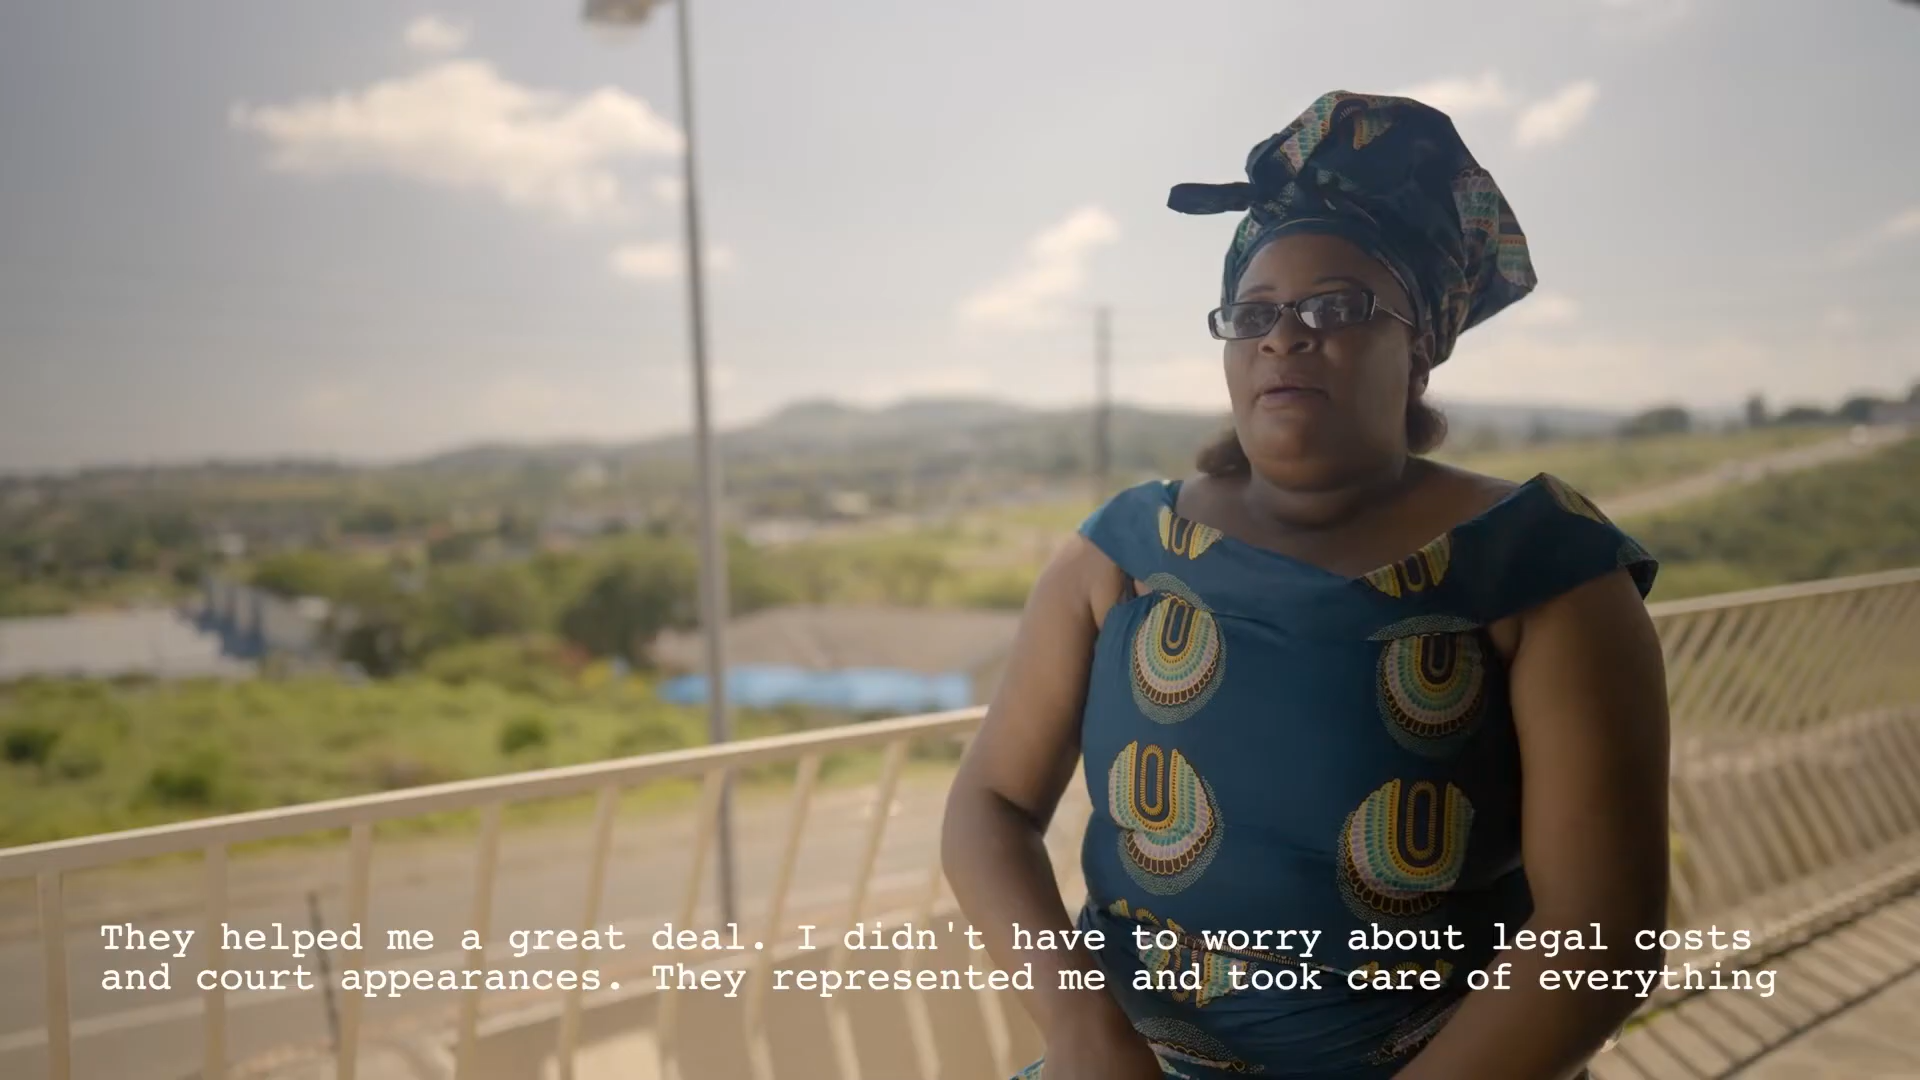 They helped me a great deal. I didn't have to worry about legal costs
and court appearances. They represented me and took care of everything